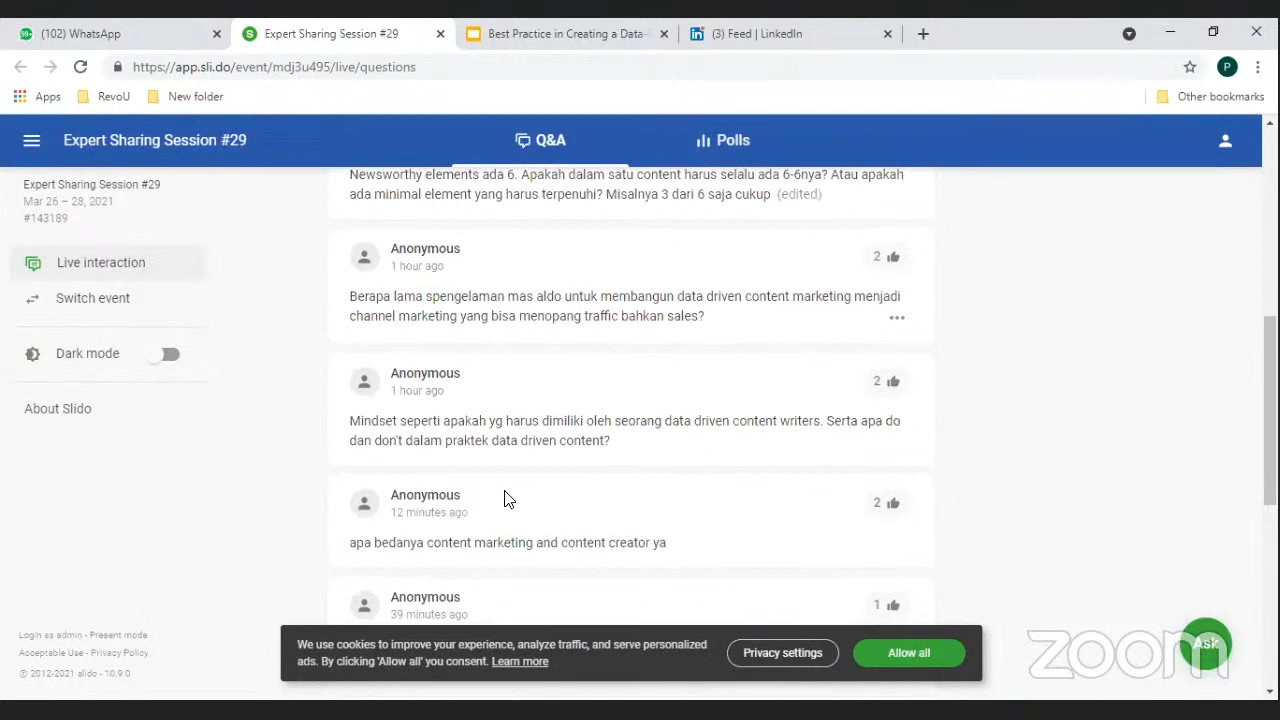 99+ (102) WhatsApp
S Expert Sharing Session #29
Best Practice in Creating a Data-
in (3) Feed | LinkedIn
https://app.sli.do/event/mdj3u495/live/questions
P
Apps
RevoU
New folder
Other bookmarks
Expert Sharing Session #29
Q&A
Polls
Expert Sharing Session #29
Mar 26 – 28, 2021
#143189
Live interaction
Switch event
Dark mode
About Slido
Newsworthy elements ada 6. Apakah dalam satu content harus selalu ada 6-6nya? Atau apakah
ada minimal element yang harus terpenuhi? Misalnya 3 dari 6 saja cukup (edited)
Anonymous
1 hour ago
2
Berapa lama spengelaman mas aldo untuk membangun data driven content marketing menjadi
channel marketing yang bisa menopang traffic bahkan sales?
Anonymous
1 hour ago
2
Mindset seperti apakah yg harus dimiliki oleh seorang data driven content writers. Serta apa do
dan don't dalam praktek data driven content?
Anonymous
12 minutes ago
2
apa bedanya content marketing and content creator ya
Anonymous
39 minutes ago
1
Login as admin - Present mode
Acceptable Use - Privacy Policy
© 2012-2021 slido - 10.9.0
We use cookies to improve your experience, analyze traffic, and serve personalized
ads. By clicking 'Allow all' you consent. Learn more
Privacy settings
Allow all
Ask
zoom